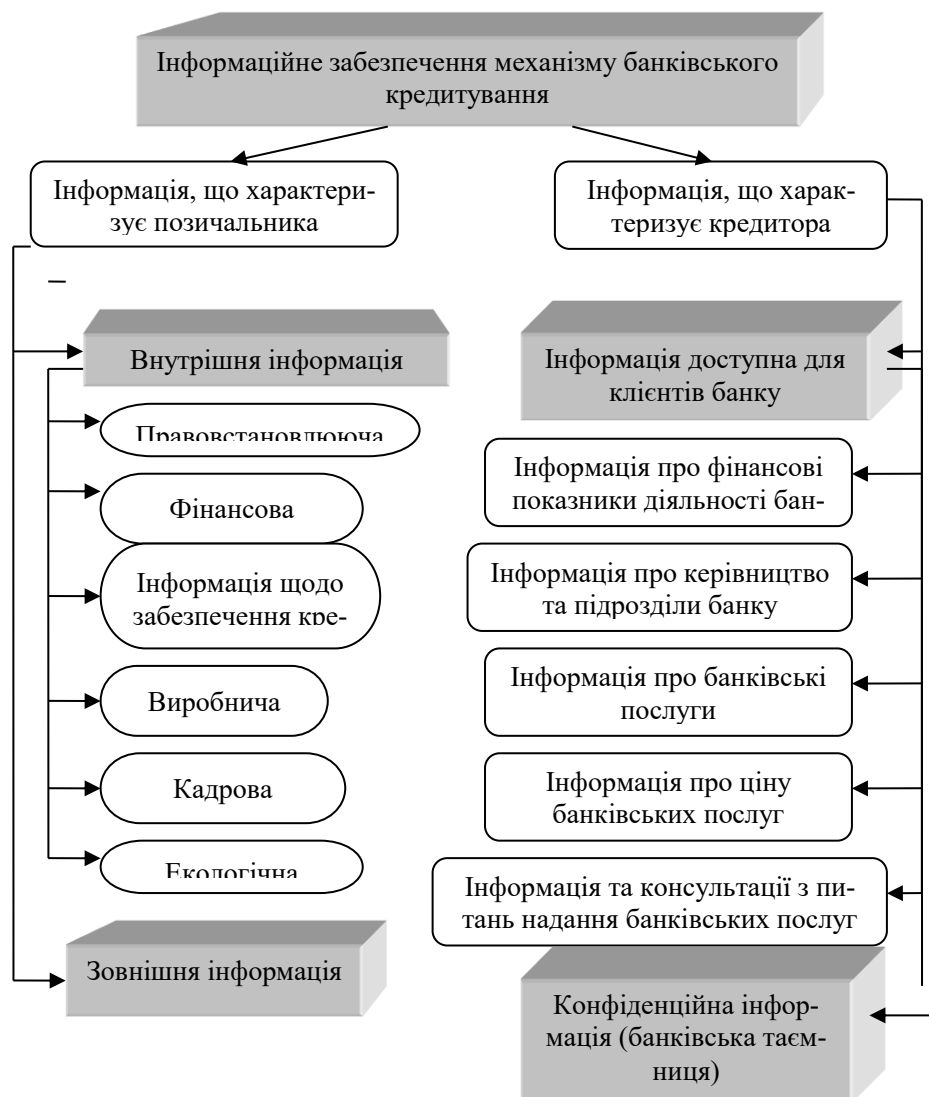 Інформаційне забезпечення механізму банківського
кредитування
Інформація, що характери-
зує позичальника
Інформація, що харак-
теризує кредитора
Внутрішня інформація
Інформація доступна для
клієнтів банку
Правовстановлююча
Інформація про фінансові
показники діяльності бан-
Фінансова
Інформація щодо
забезпечення кре-
Інформація про керівництво
та підрозділи банку
Виробнича
Інформація про банківські
послуги
Кадрова
Інформація про ціну
банківських послуг
Екологічна
Інформація та консультації з пи-
тань надання банківських послуг
Зовнішня інформація
Конфіденційна інфор-
мація (банківська таєм-
ниця)